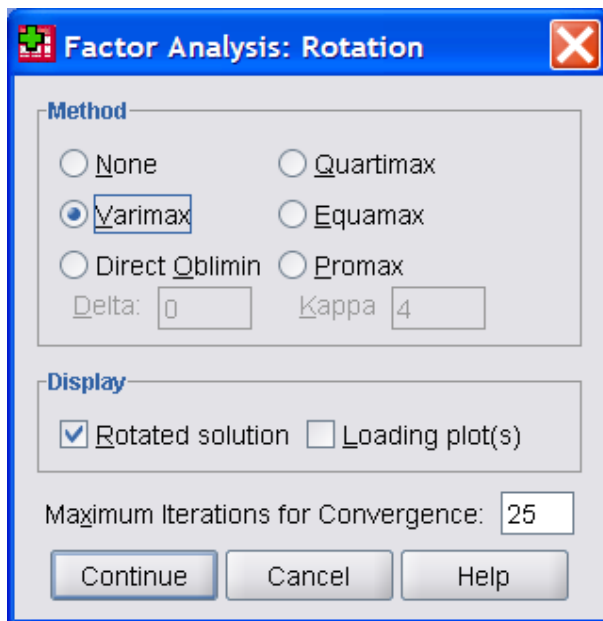 Factor Analysis: Rotation
Method
None Quartimax
Varimax Equamax
Direct Oblimin Promax
Delta: 0 Kappa 4
Display
Rotated solution Loading plot(s)
Maximum Iterations for Convergence: 25
Continue Cancel Help